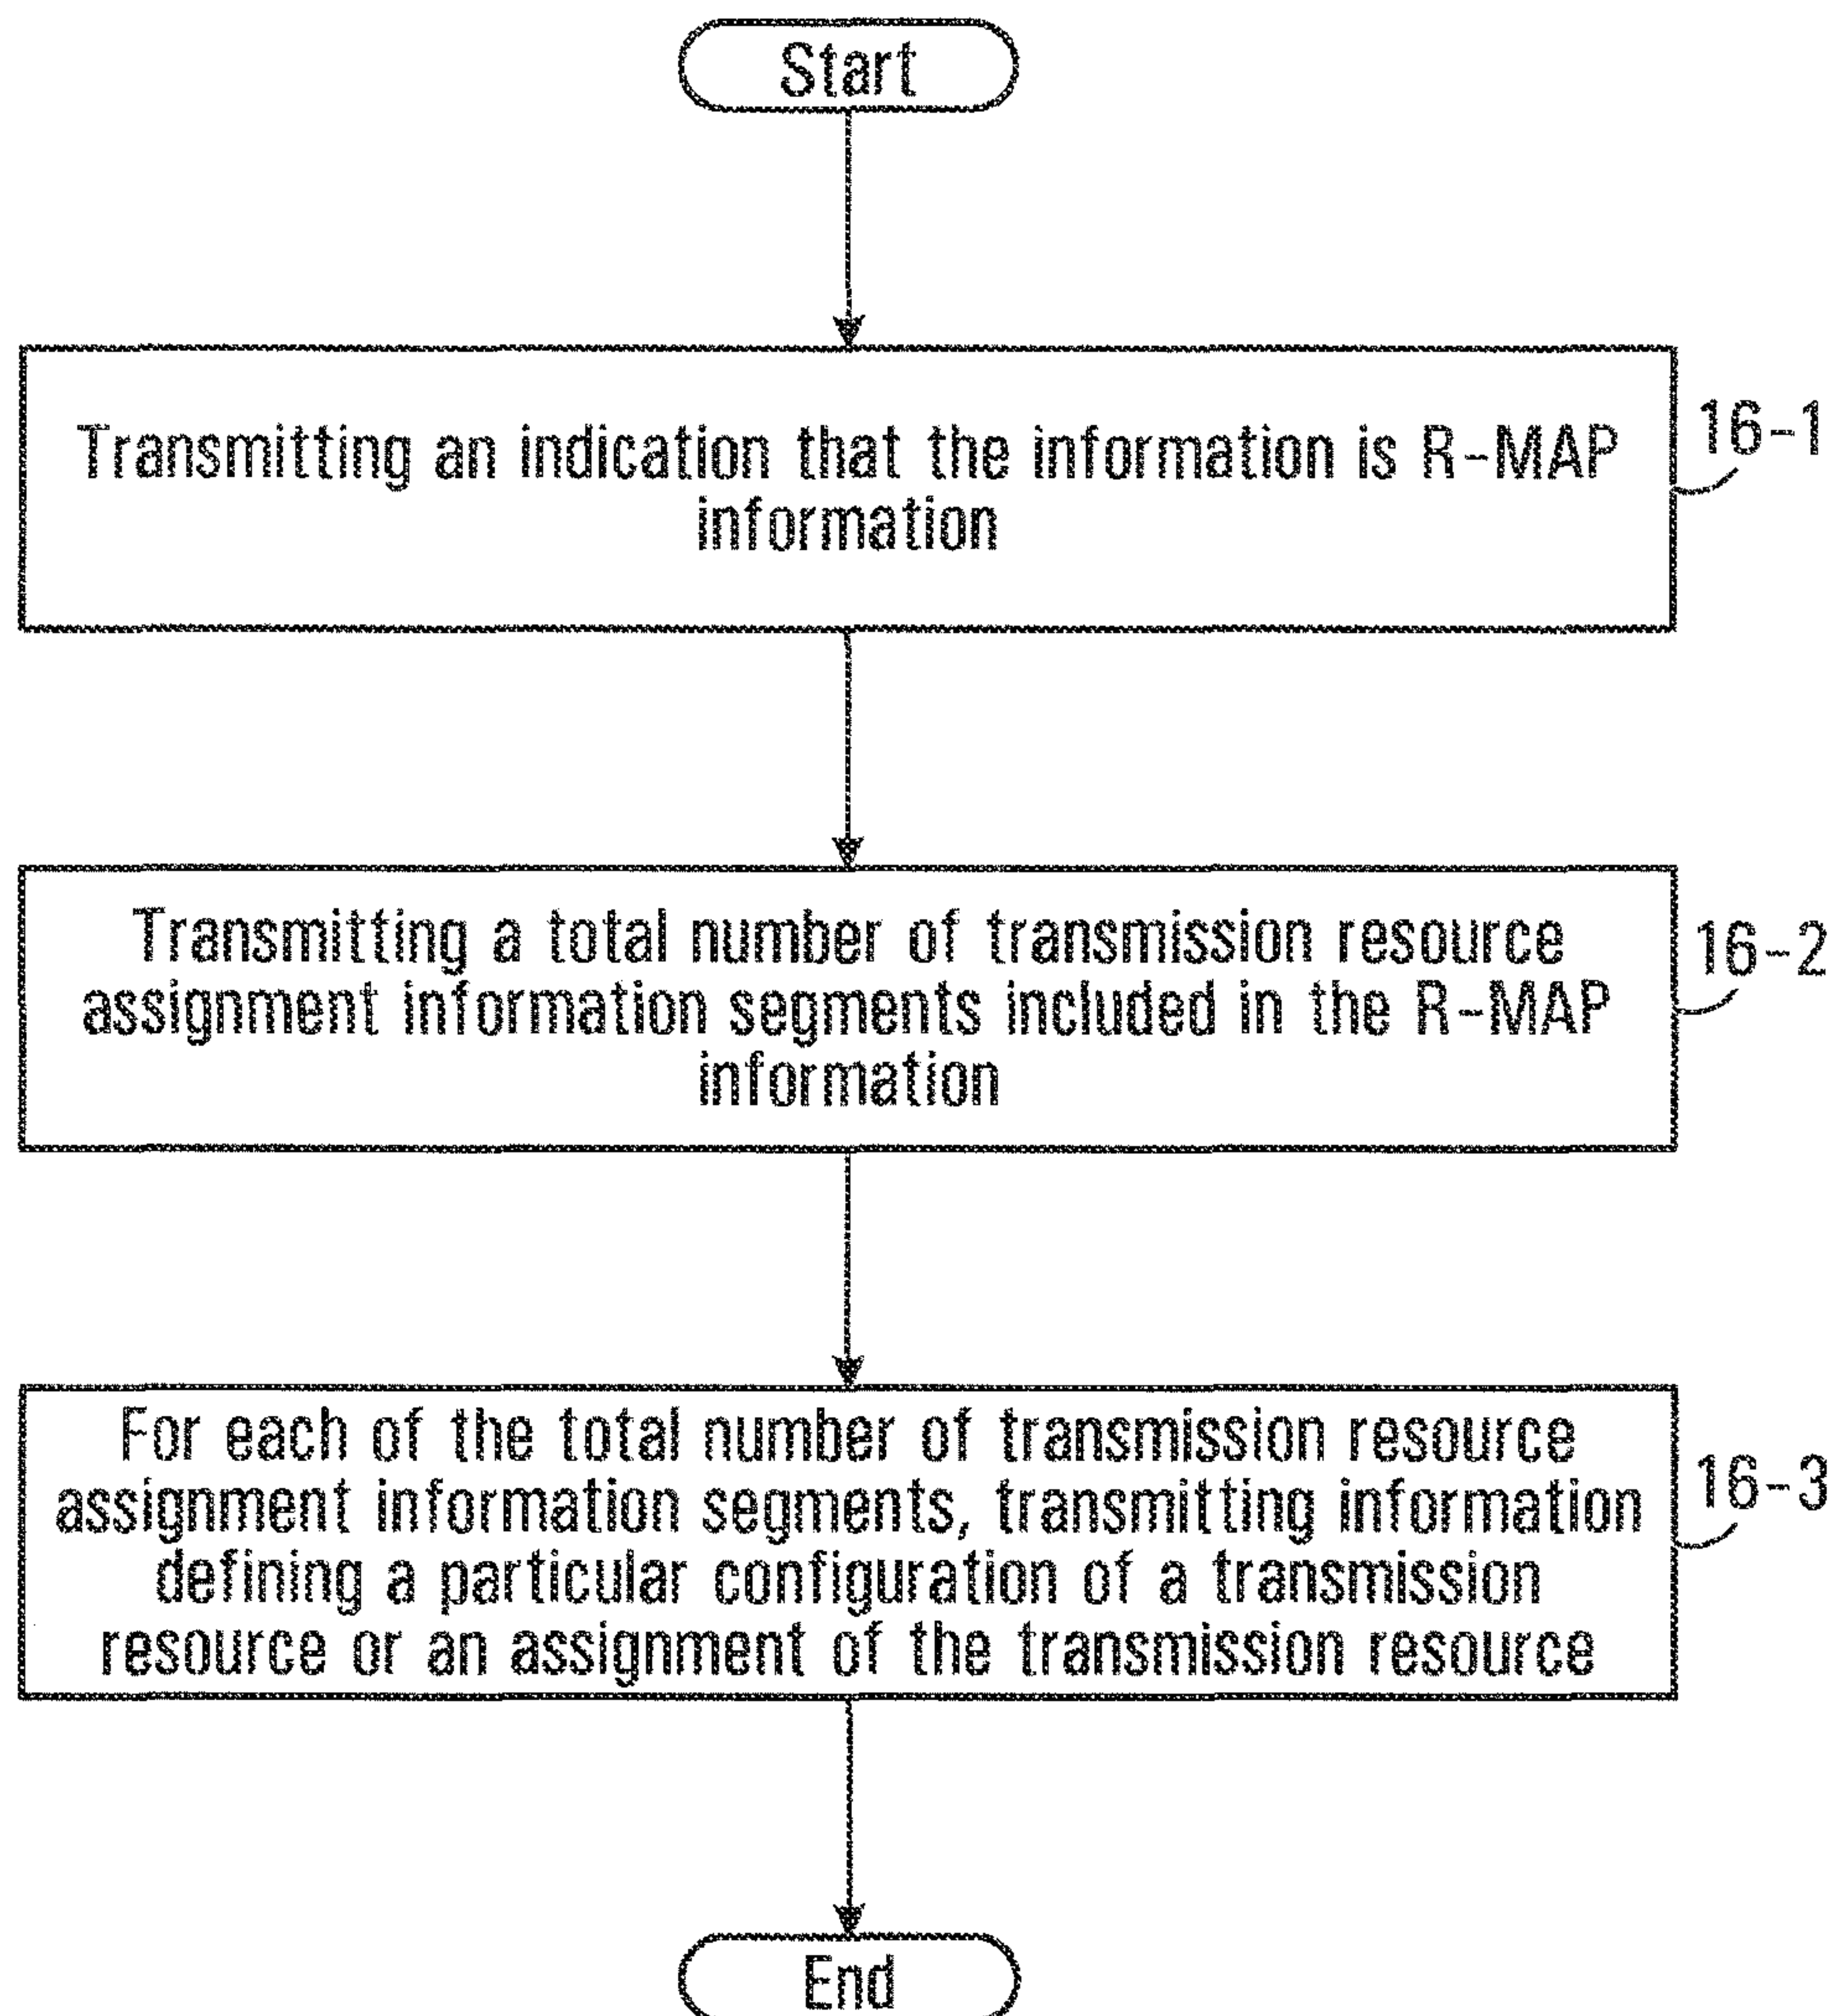 Start
Transmitting an indication that the information is R-MAP
information
16-1
Transmitting a total number of transmission resource
assignment information segments included in the R-MAP
information
16-2
For each of the total number of transmission resource
assignment information segments, transmitting information
defining a particular configuration of a transmission
resource or an assignment of the transmission resource
16-3
End